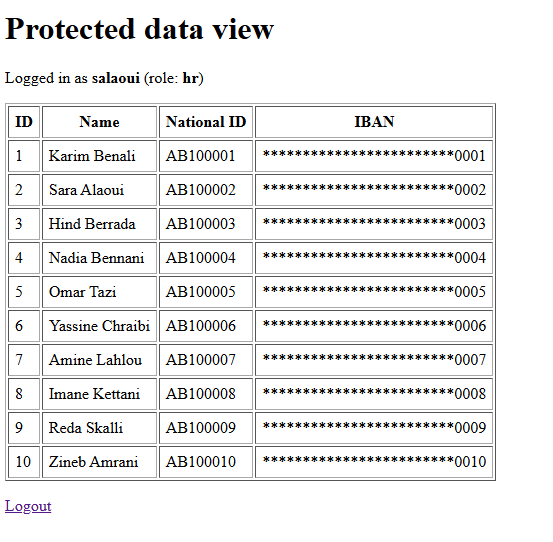 Protected data view
Logged in as salaoui (role: hr)
ID Name National ID IBAN
1 Karim Benali AB100001 ************************0001
2 Sara Alaoui AB100002 ************************0002
3 Hind Berrada AB100003 ************************0003
4 Nadia Bennani AB100004 ************************0004
5 Omar Tazi AB100005 ************************0005
6 Yassine Chraibi AB100006 ************************0006
7 Amine Lahlou AB100007 ************************0007
8 Imane Kettani AB100008 ************************0008
9 Reda Skalli AB100009 ************************0009
10 Zineb Amrani AB100010 ************************0010
Logout